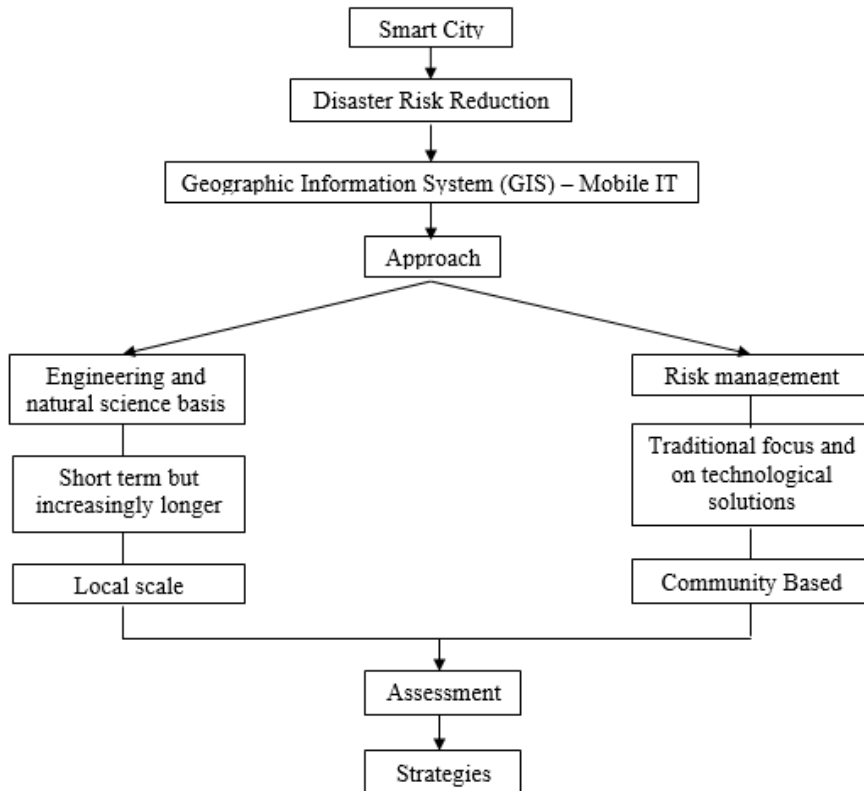 Smart City
Disaster Risk Reduction
Geographic Information System (GIS) – Mobile IT
Approach
Engineering and
natural science basis
Short term but
increasingly longer
Local scale
Risk management
Traditional focus and
on technological
solutions
Community Based
Assessment
Strategies